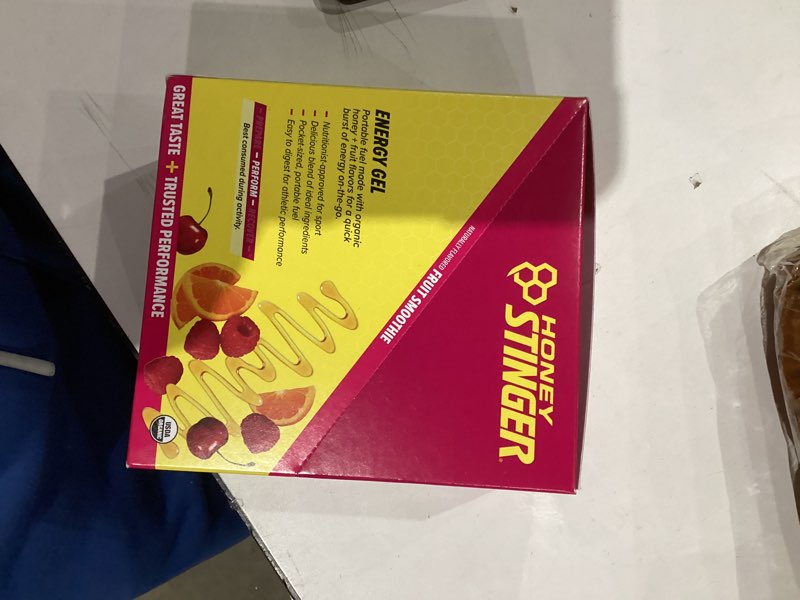 HONEY
STINGER®
NATURALLY FLAVORED FRUIT SMOOTHIE
ENERGY GEL
Portable fuel made with organic
honey + fruit flavors for a quick
burst of energy on-the-go.
– Nutritionist-approved for sport
– Delicious blend of ideal ingredients
– Pocket-sized, portable fuel
– Easy to digest for athletic performance
– PREPARE – PERFORM – RECOVER –
Best consumed during activity.
USDA
ORGANIC
GREAT TASTE + TRUSTED PERFORMANCE